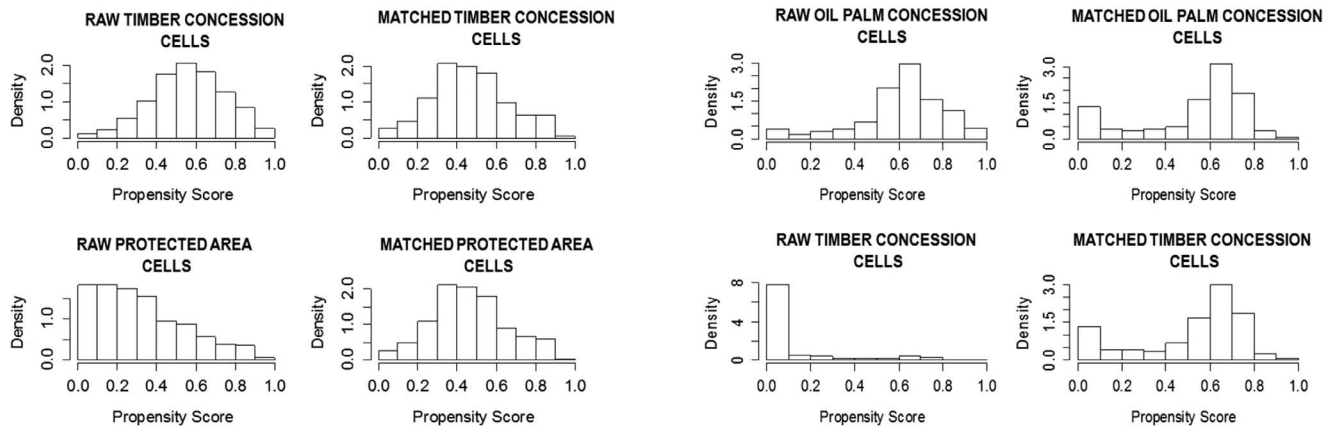 RAW TIMBER CONCESSION
CELLS
Density
0.0 1.0 2.0
0.0 0.2 0.4 0.6 0.8 1.0
Propensity Score
MATCHED TIMBER CONCESSION
CELLS
Density
0.0 1.0 2.0
0.0 0.2 0.4 0.6 0.8 1.0
Propensity Score
RAW OIL PALM CONCESSION
CELLS
Density
0.0 1.5 3.0
0.0 0.2 0.4 0.6 0.8 1.0
Propensity Score
MATCHED OIL PALM CONCESSION
CELLS
Density
0.0 1.5 3.0
0.0 0.2 0.4 0.6 0.8 1.0
Propensity Score
RAW PROTECTED AREA
CELLS
Density
0.0 1.0
0.0 0.2 0.4 0.6 0.8 1.0
Propensity Score
MATCHED PROTECTED AREA
CELLS
Density
0.0 1.0 2.0
0.0 0.2 0.4 0.6 0.8 1.0
Propensity Score
RAW TIMBER CONCESSION
CELLS
Density
0 4 8
0.0 0.2 0.4 0.6 0.8 1.0
Propensity Score
MATCHED TIMBER CONCESSION
CELLS
Density
0.0 1.5 3.0
0.0 0.2 0.4 0.6 0.8 1.0
Propensity Score